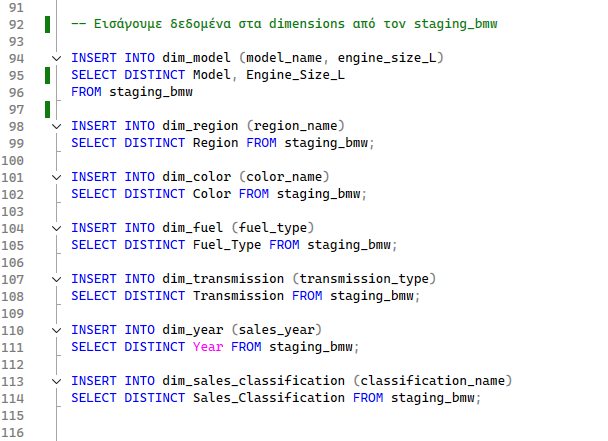 91
92 -- Εισάγουμε δεδομένα στα dimensions από τον staging_bmw
93
94 INSERT INTO dim_model (model_name, engine_size_L)
95 SELECT DISTINCT Model, Engine_Size_L
96 FROM staging_bmw
97
98 INSERT INTO dim_region (region_name)
99 SELECT DISTINCT Region FROM staging_bmw;
100
101 INSERT INTO dim_color (color_name)
102 SELECT DISTINCT Color FROM staging_bmw;
103
104 INSERT INTO dim_fuel (fuel_type)
105 SELECT DISTINCT Fuel_Type FROM staging_bmw;
106
107 INSERT INTO dim_transmission (transmission_type)
108 SELECT DISTINCT Transmission FROM staging_bmw;
109
110 INSERT INTO dim_year (sales_year)
111 SELECT DISTINCT Year FROM staging_bmw;
112
113 INSERT INTO dim_sales_classification (classification_name)
114 SELECT DISTINCT Sales_Classification FROM staging_bmw;
115
116